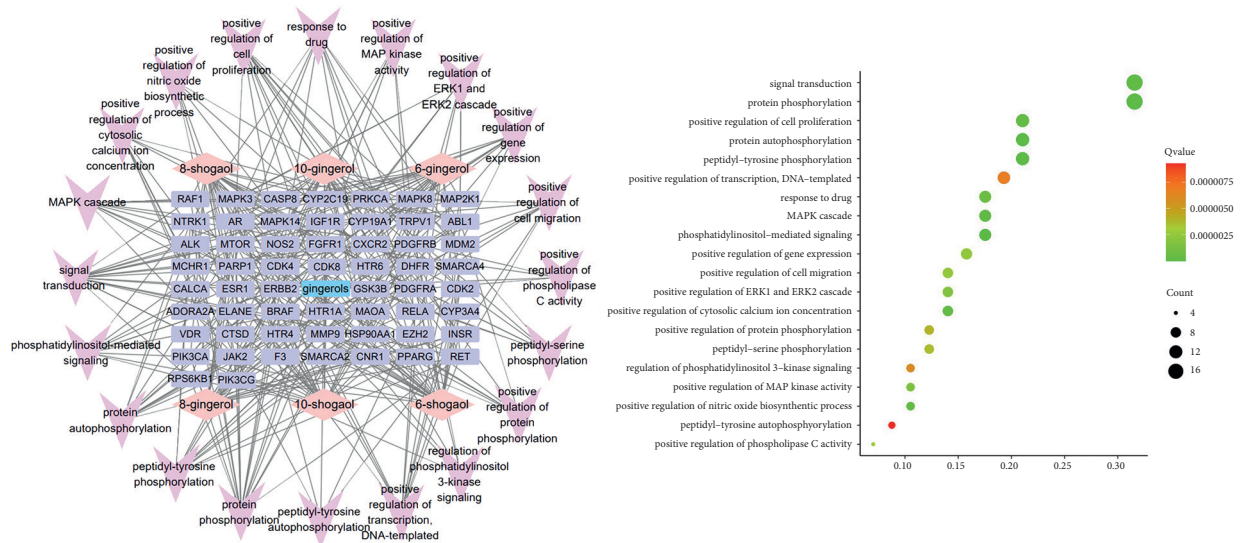 positive
regulation of
cell
proliferation
response to
drug
positive
regulation of
MAP kinase
activity
positive
regulation of
nitric oxide
biosynthetic
process
positive
regulation of
ERK1 and
ERK2 cascade
positive
regulation of
cytosolic
calcium ion
concentration
positive
regulation of
gene
expression
8-shogaol
10-gingerol
6-gingerol
MAPK cascade
positive
regulation of
cell migration
signal
transduction
positive
regulation of
phospholipase
C activity
phosphatidylinositol-mediated
signaling
peptidyl-serine
phosphorylation
RAF1 MAPK3 CASP8 CYP2C19 PRKCA MAPK8 MAP2K1
NTRK1 AR MAPK14 IGF1R CYP19A1 TRPV1 ABL1
ALK MTOR NOS2 FGFR1 CXCR2 PDGFRB MDM2
MCHR1 PARP1 CDK4 CDK8 HTR6 DHFR SMARCA4
CALCA ESR1 ERBB2 gingerols GSK3B PDGFRA CDK2
ADORA2A ELANE BRAF HTR1A MAOA RELA CYP3A4
VDR CTSD HTR4 MMP9 HSP90AA1 EZH2 INSR
PIK3CA JAK2 F3 SMARCA2 CNR1 PPARG RET
RPS6KB1 PIK3CG
8-gingerol
10-shogaol
6-shogaol
protein
autophosphorylation
positive
regulation of
protein
phosphorylation
peptidyl-tyrosine
phosphorylation
regulation of
phosphatidylinositol
3-kinase
signaling
protein
phosphorylation
peptidyl-tyrosine
autophosphorylation
positive
regulation of
transcription,
DNA-templated
signal transduction
protein phosphorylation
positive regulation of cell proliferation
protein autophosphorylation
peptidyl-tyrosine phosphorylation
positive regulation of transcription, DNA-templated
response to drug
MAPK cascade
phosphatidylinositol-mediated signaling
positive regulation of gene expression
positive regulation of cell migration
positive regulation of ERK1 and ERK2 cascade
positive regulation of cytosolic calcium ion concentration
positive regulation of protein phosphorylation
peptidyl-serine phosphorylation
regulation of phosphatidylinositol 3-kinase signaling
positive regulation of MAP kinase activity
positive regulation of nitric oxide biosynthentic process
peptidyl-tyrosine autophosphyorylation
positive regulation of phospholipase C activity
0.10 0.15 0.20 0.25 0.30
Qvalue
0.0000075
0.0000050
0.0000025
Count
4
8
12
16